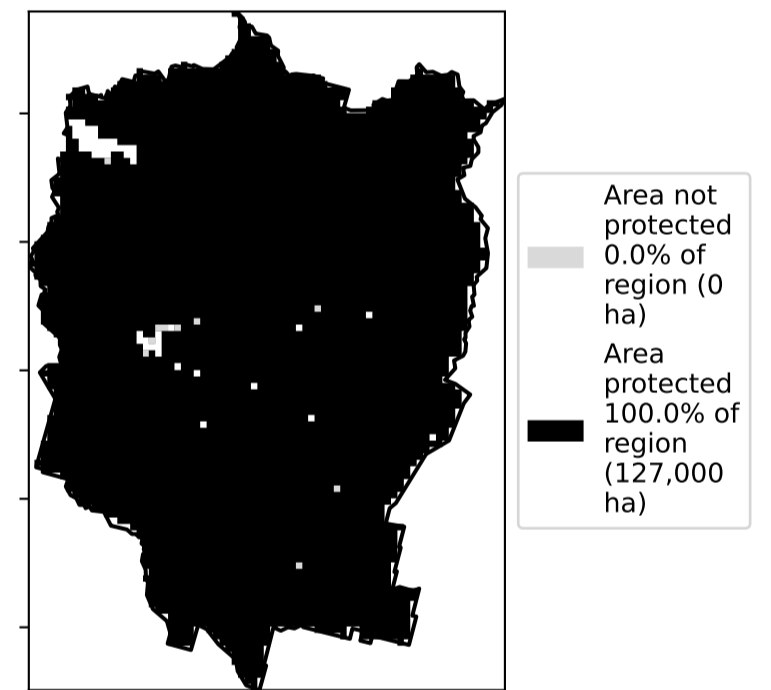 Area not
protected
0.0% of
region (0
ha)
Area
protected
100.0% of
region
(127,000
ha)